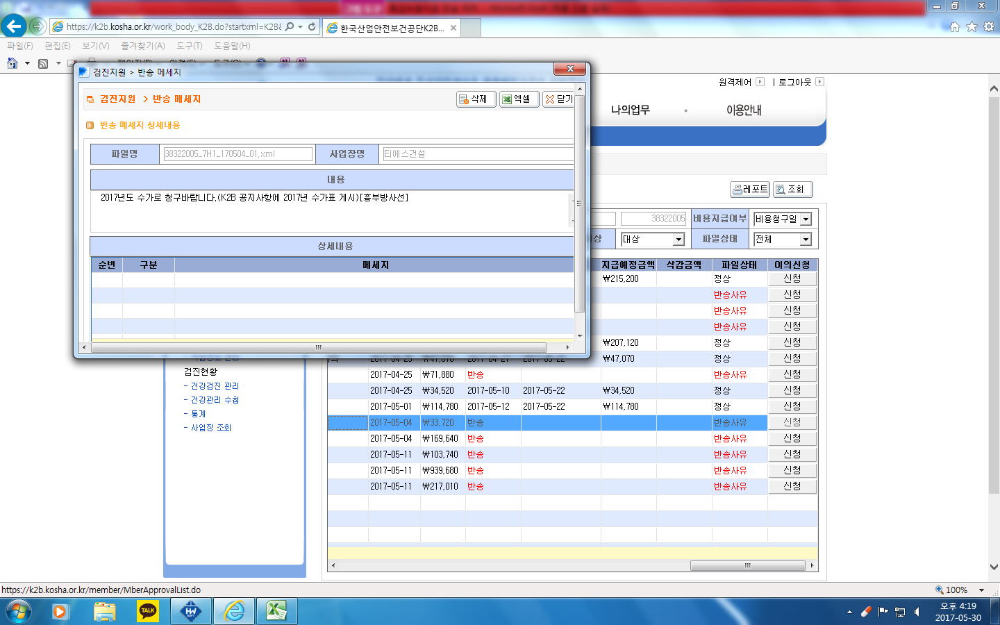 https://k2b.kosha.or.kr/work_body_K2B.do?startxml=K2B&
한국산업안전보건공단K2B...
파일(F) 편집(E) 보기(V) 즐겨찾기(A) 도구(T) 도움말(H)
검진지원 > 반송 메세지
원격제어 | 로그아웃
검진지원 > 반송 메세지
삭제 엑셀 닫기
나의업무 이용안내
반송 메세지 상세내용
파일명 38322005_7H1_170504_01.xml 사업장명 티에스건설
내용
레포트 조회
2017년도 수가로 청구바랍니다.(K2B 공지사항에 2017년 수가표 게시)[흉부방사선]
38322005 비용지급여부 비용청구일
상 대상 파일상태 전체
상세내용
순번 구분 메세지
지급예정금액 삭감금액 파일상태 이의신청
₩215,200 정상 신청
반송사유 신청
반송사유 신청
반송사유 신청
₩207,120 정상 신청
₩47,070 정상 신청
검진현황
- 건강검진 관리
- 건강관리 수첩
- 통계
- 사업장 조회
2017-04-25 ₩71,880 반송 반송사유 신청
2017-04-25 ₩34,520 2017-05-10 2017-05-22 ₩34,520 정상 신청
2017-05-01 ₩114,780 2017-05-12 2017-05-22 ₩114,780 정상 신청
2017-05-04 ₩33,720 반송 반송사유 신청
2017-05-04 ₩169,640 반송 반송사유 신청
2017-05-11 ₩103,740 반송 반송사유 신청
2017-05-11 ₩939,680 반송 반송사유 신청
2017-05-11 ₩217,010 반송 반송사유 신청
https://k2b.kosha.or.kr/member/MberApprovalList.do
100%
TALK
HW
SOFT
오후 4:19
2017-05-30